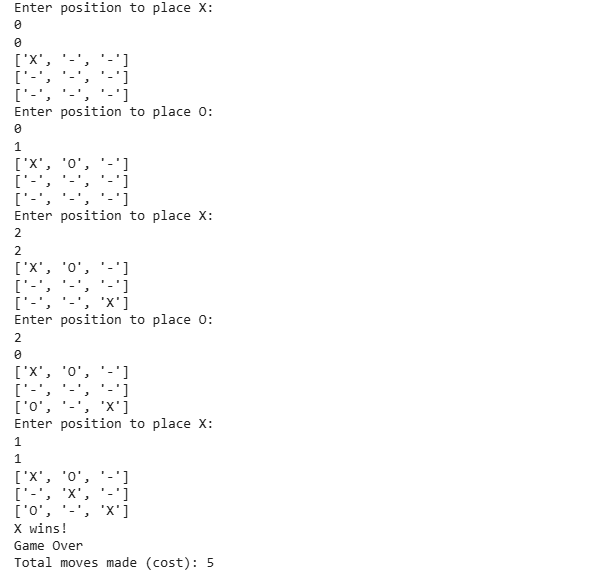 Enter position to place X:
0
0
['X', '-', '-']
['-', '-', '-']
['-', '-', '-']
Enter position to place O:
0
1
['X', 'O', '-']
['-', '-', '-']
['-', '-', '-']
Enter position to place X:
2
2
['X', 'O', '-']
['-', '-', '-']
['-', '-', 'X']
Enter position to place O:
2
0
['X', 'O', '-']
['-', '-', '-']
['O', '-', 'X']
Enter position to place X:
1
1
['X', 'O', '-']
['-', 'X', '-']
['O', '-', 'X']
X wins!
Game Over
Total moves made (cost): 5